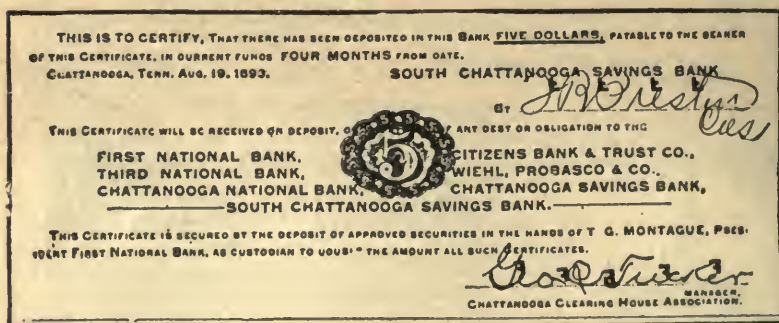 THIS IS TO CERTIFY, THAT THERE HAS BEEN DEPOSITED IN THIS BANK FIVE DOLLARS, PAYABLE TO THE BEARER
OF THIS CERTIFICATE, IN CURRENT FUNDS FOUR MONTHS FROM DATE.
CHATTANOOGA, TENN. AUG. 19, 1893. SOUTH CHATTANOOGA SAVINGS BANK
BY J R Preston Cas
THIS CERTIFICATE WILL BE RECEIVED ON DEPOSIT, ANY DEBT OR OBLIGATION TO THE
5
FIRST NATIONAL BANK, CITIZENS BANK & TRUST CO.,
THIRD NATIONAL BANK, WIEHL, PROBASCO & CO.,
CHATTANOOGA NATIONAL BANK, CHATTANOOGA SAVINGS BANK,
SOUTH CHATTANOOGA SAVINGS BANK.
THIS CERTIFICATE IS SECURED BY THE DEPOSIT OF APPROVED SECURITIES IN THE HANDS OF T G. MONTAGUE, PRES-
IDENT FIRST NATIONAL BANK, AS CUSTODIAN TO THE AMOUNT ALL SUCH CERTIFICATES.
MANAGER,
CHATTANOOGA CLEARING HOUSE ASSOCIATION.